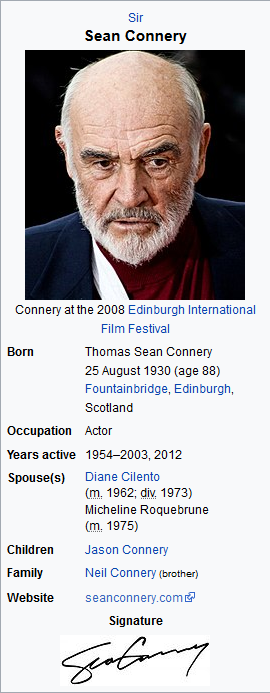 Sir
Sean Connery
Connery at the 2008 Edinburgh International
Film Festival
Born Thomas Sean Connery
25 August 1930 (age 88)
Fountainbridge, Edinburgh,
Scotland
Occupation Actor
Years active 1954–2003, 2012
Spouse(s) Diane Cilento
(m. 1962; div. 1973)
Micheline Roquebrune
(m. 1975)
Children Jason Connery
Family Neil Connery (brother)
Website seanconnery.com
Signature
Sean Connery